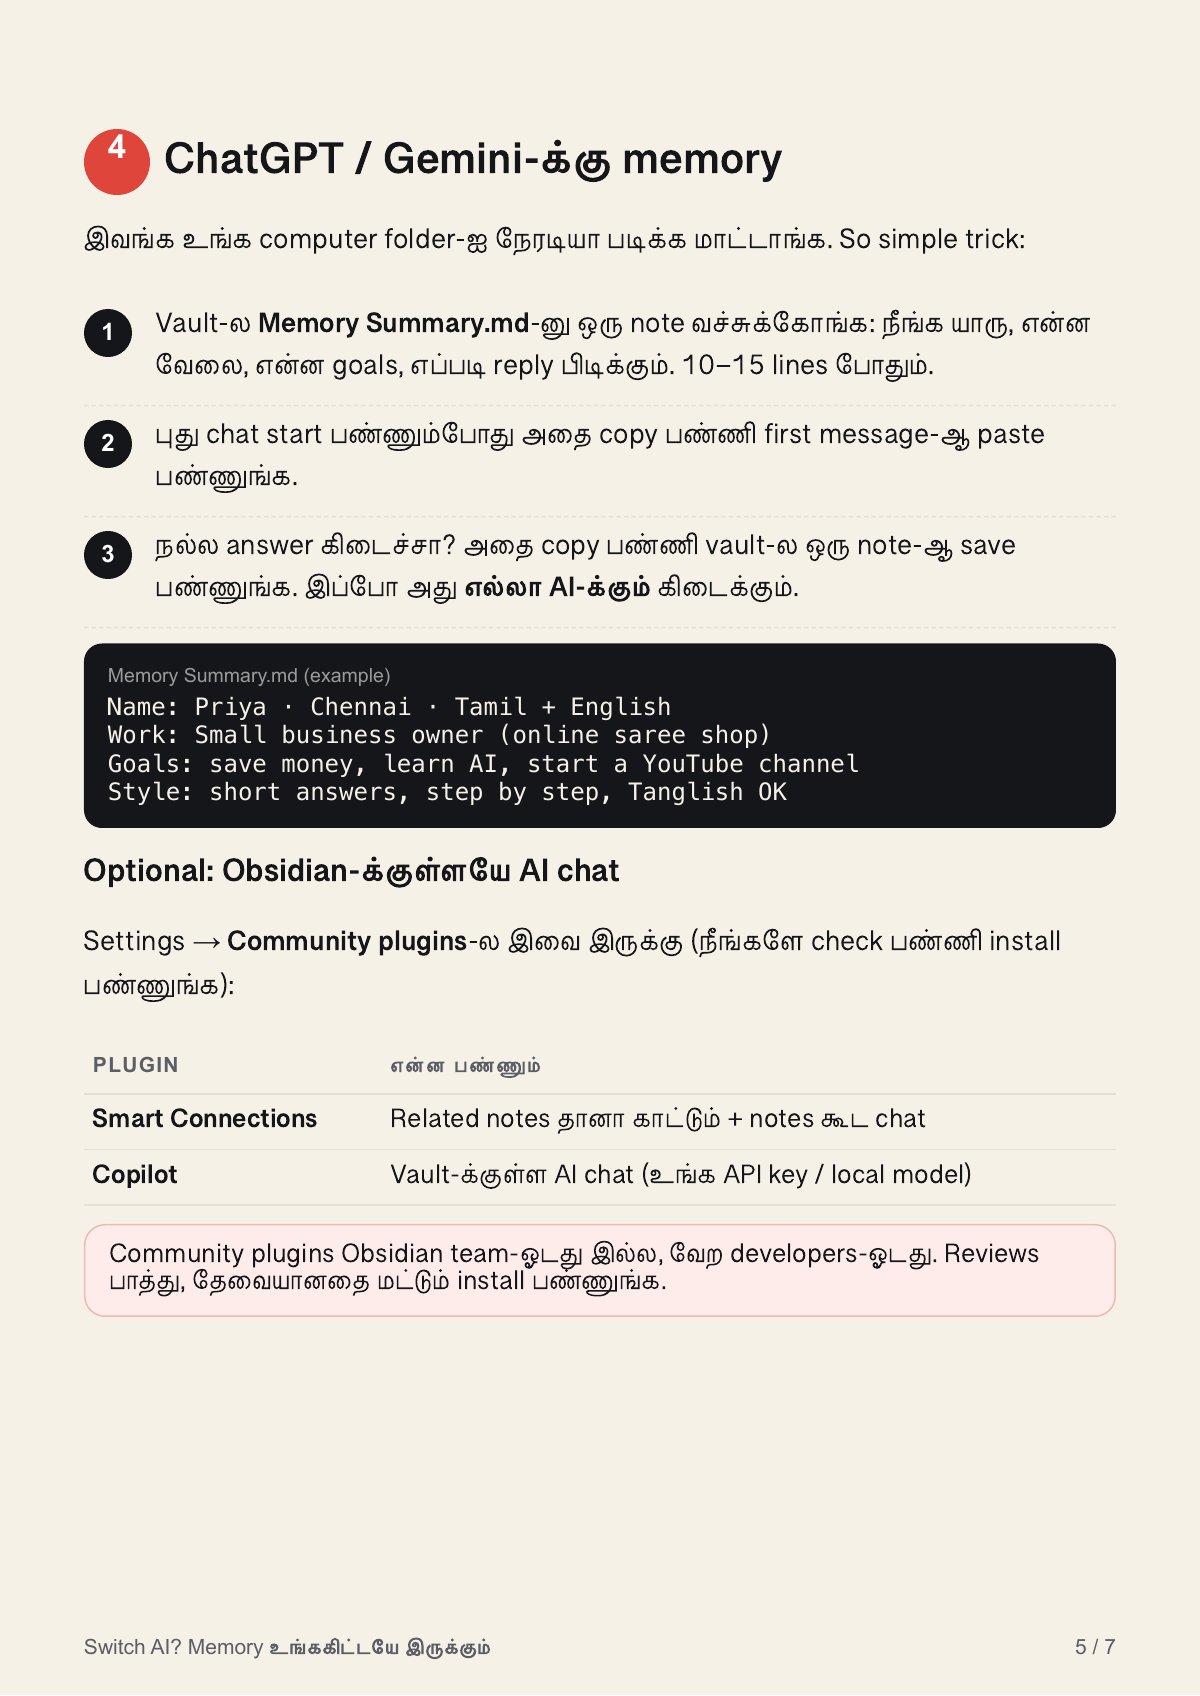 4
ChatGPT / Gemini-க்கு memory
இவங்க உங்க computer folder-ஐ நேரடியா படிக்க மாட்டாங்க. So simple trick:
1
Vault-ல Memory Summary.md-னு ஒரு note வச்சுக்கோங்க: நீங்க யாரு, என்ன
வேலை, என்ன goals, எப்படி reply பிடிக்கும். 10–15 lines போதும்.
2
புது chat start பண்ணும்போது அதை copy பண்ணி first message-ஆ paste
பண்ணுங்க.
3
நல்ல answer கிடைச்சா? அதை copy பண்ணி vault-ல ஒரு note-ஆ save
பண்ணுங்க. இப்போ அது எல்லா AI-க்கும் கிடைக்கும்.
Memory Summary.md (example)
Name: Priya · Chennai · Tamil + English
Work: Small business owner (online saree shop)
Goals: save money, learn AI, start a YouTube channel
Style: short answers, step by step, Tanglish OK
Optional: Obsidian-க்குள்ளயே AI chat
Settings → Community plugins-ல இவை இருக்கு (நீங்களே check பண்ணி install
பண்ணுங்க):
PLUGIN என்ன பண்ணும்
Smart Connections Related notes தானா காட்டும் + notes கூட chat
Copilot Vault-க்குள்ள AI chat (உங்க API key / local model)
Community plugins Obsidian team-ஓடது இல்ல, வேற developers-ஓடது. Reviews
பாத்து, தேவையானதை மட்டும் install பண்ணுங்க.
Switch AI? Memory உங்ககிட்டயே இருக்கும் 5 / 7